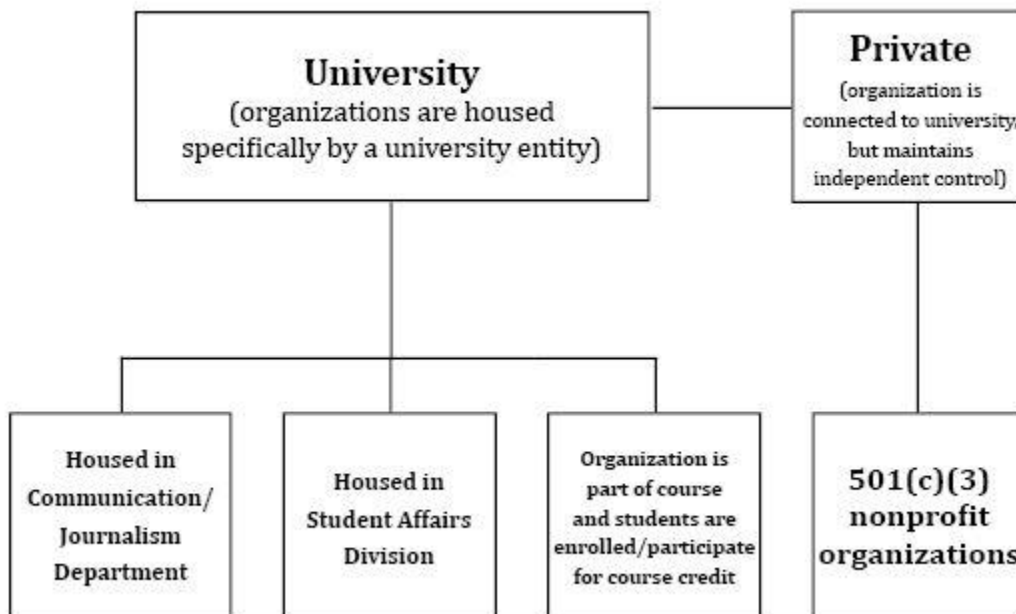 University
(organizations are housed
specifically by a university entity)
Private
(organization is
connected to university,
but maintains
independent control)
Housed in
Communication/
Journalism
Department
Housed in
Student Affairs
Division
Organization is
part of course
and students are
enrolled/participate
for course credit
501(c)(3)
nonprofit
organizations